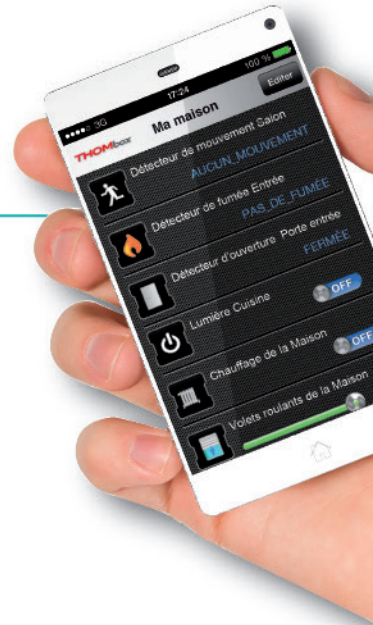 3G
17:24
100 %
THOMbox
Ma maison
Editer
Détecteur de mouvement Salon
AUCUN_MOUVEMENT
Détecteur de fumée Entrée
PAS_DE_FUMÉE
Détecteur d'ouverture Porte entrée
FERMÉE
Lumière Cuisine
OFF
Chauffage de la Maison
OFF
Volets roulants de la Maison